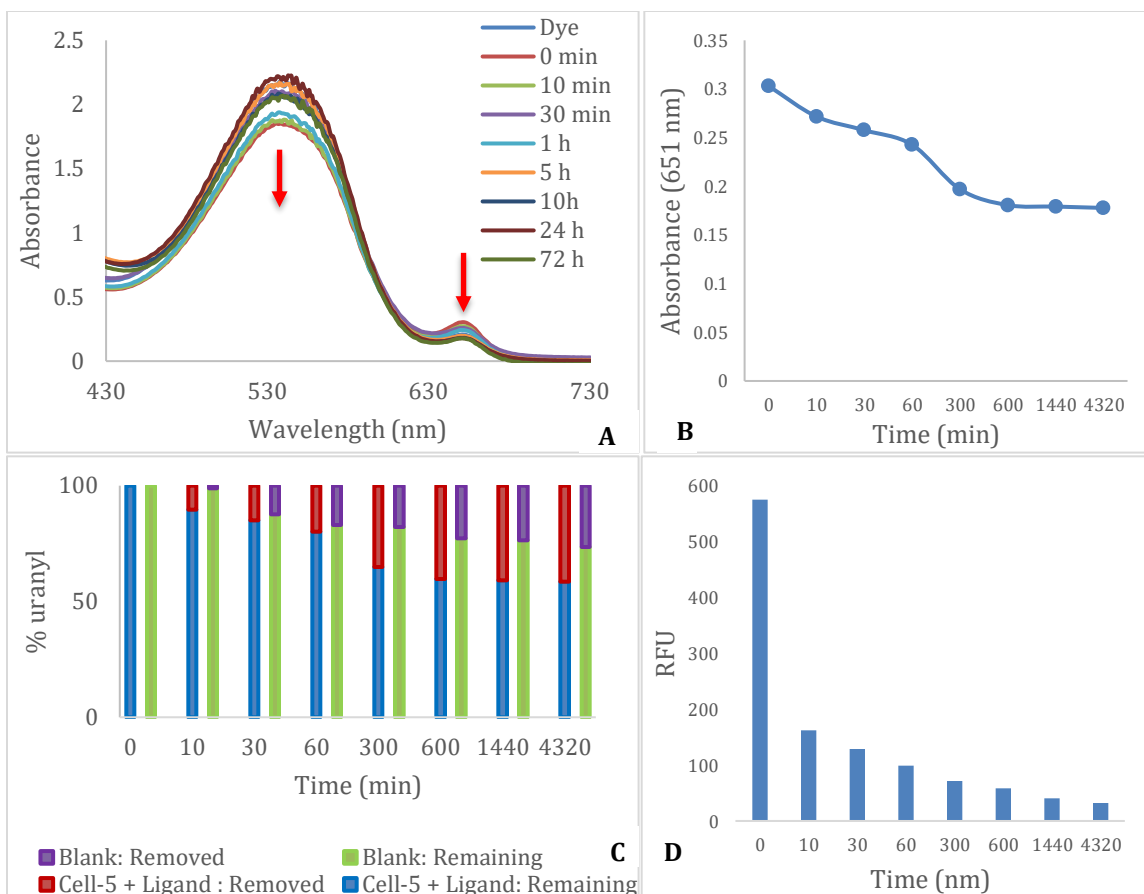 2.5
2
1.5
1
0.5
0
430
530
630
730
Absorbance
Wavelength (nm)
Dye
0 min
10 min
30 min
1 h
5 h
10h
24 h
72 h
A
0.35
0.3
0.25
0.2
0.15
0.1
0.05
0
0 10 30 60 300 600 1440 4320
Absorbance (651 nm)
Time (min)
B
100
50
0
0 10 30 60 300 600 1440 4320
% uranyl
Time (min)
Blank: Removed
Blank: Remaining
Cell-5 + Ligand : Removed
Cell-5 + Ligand: Remaining
C
600
500
400
300
200
100
0
0 10 30 60 300 600 1440 4320
RFU
Time (nm)
D